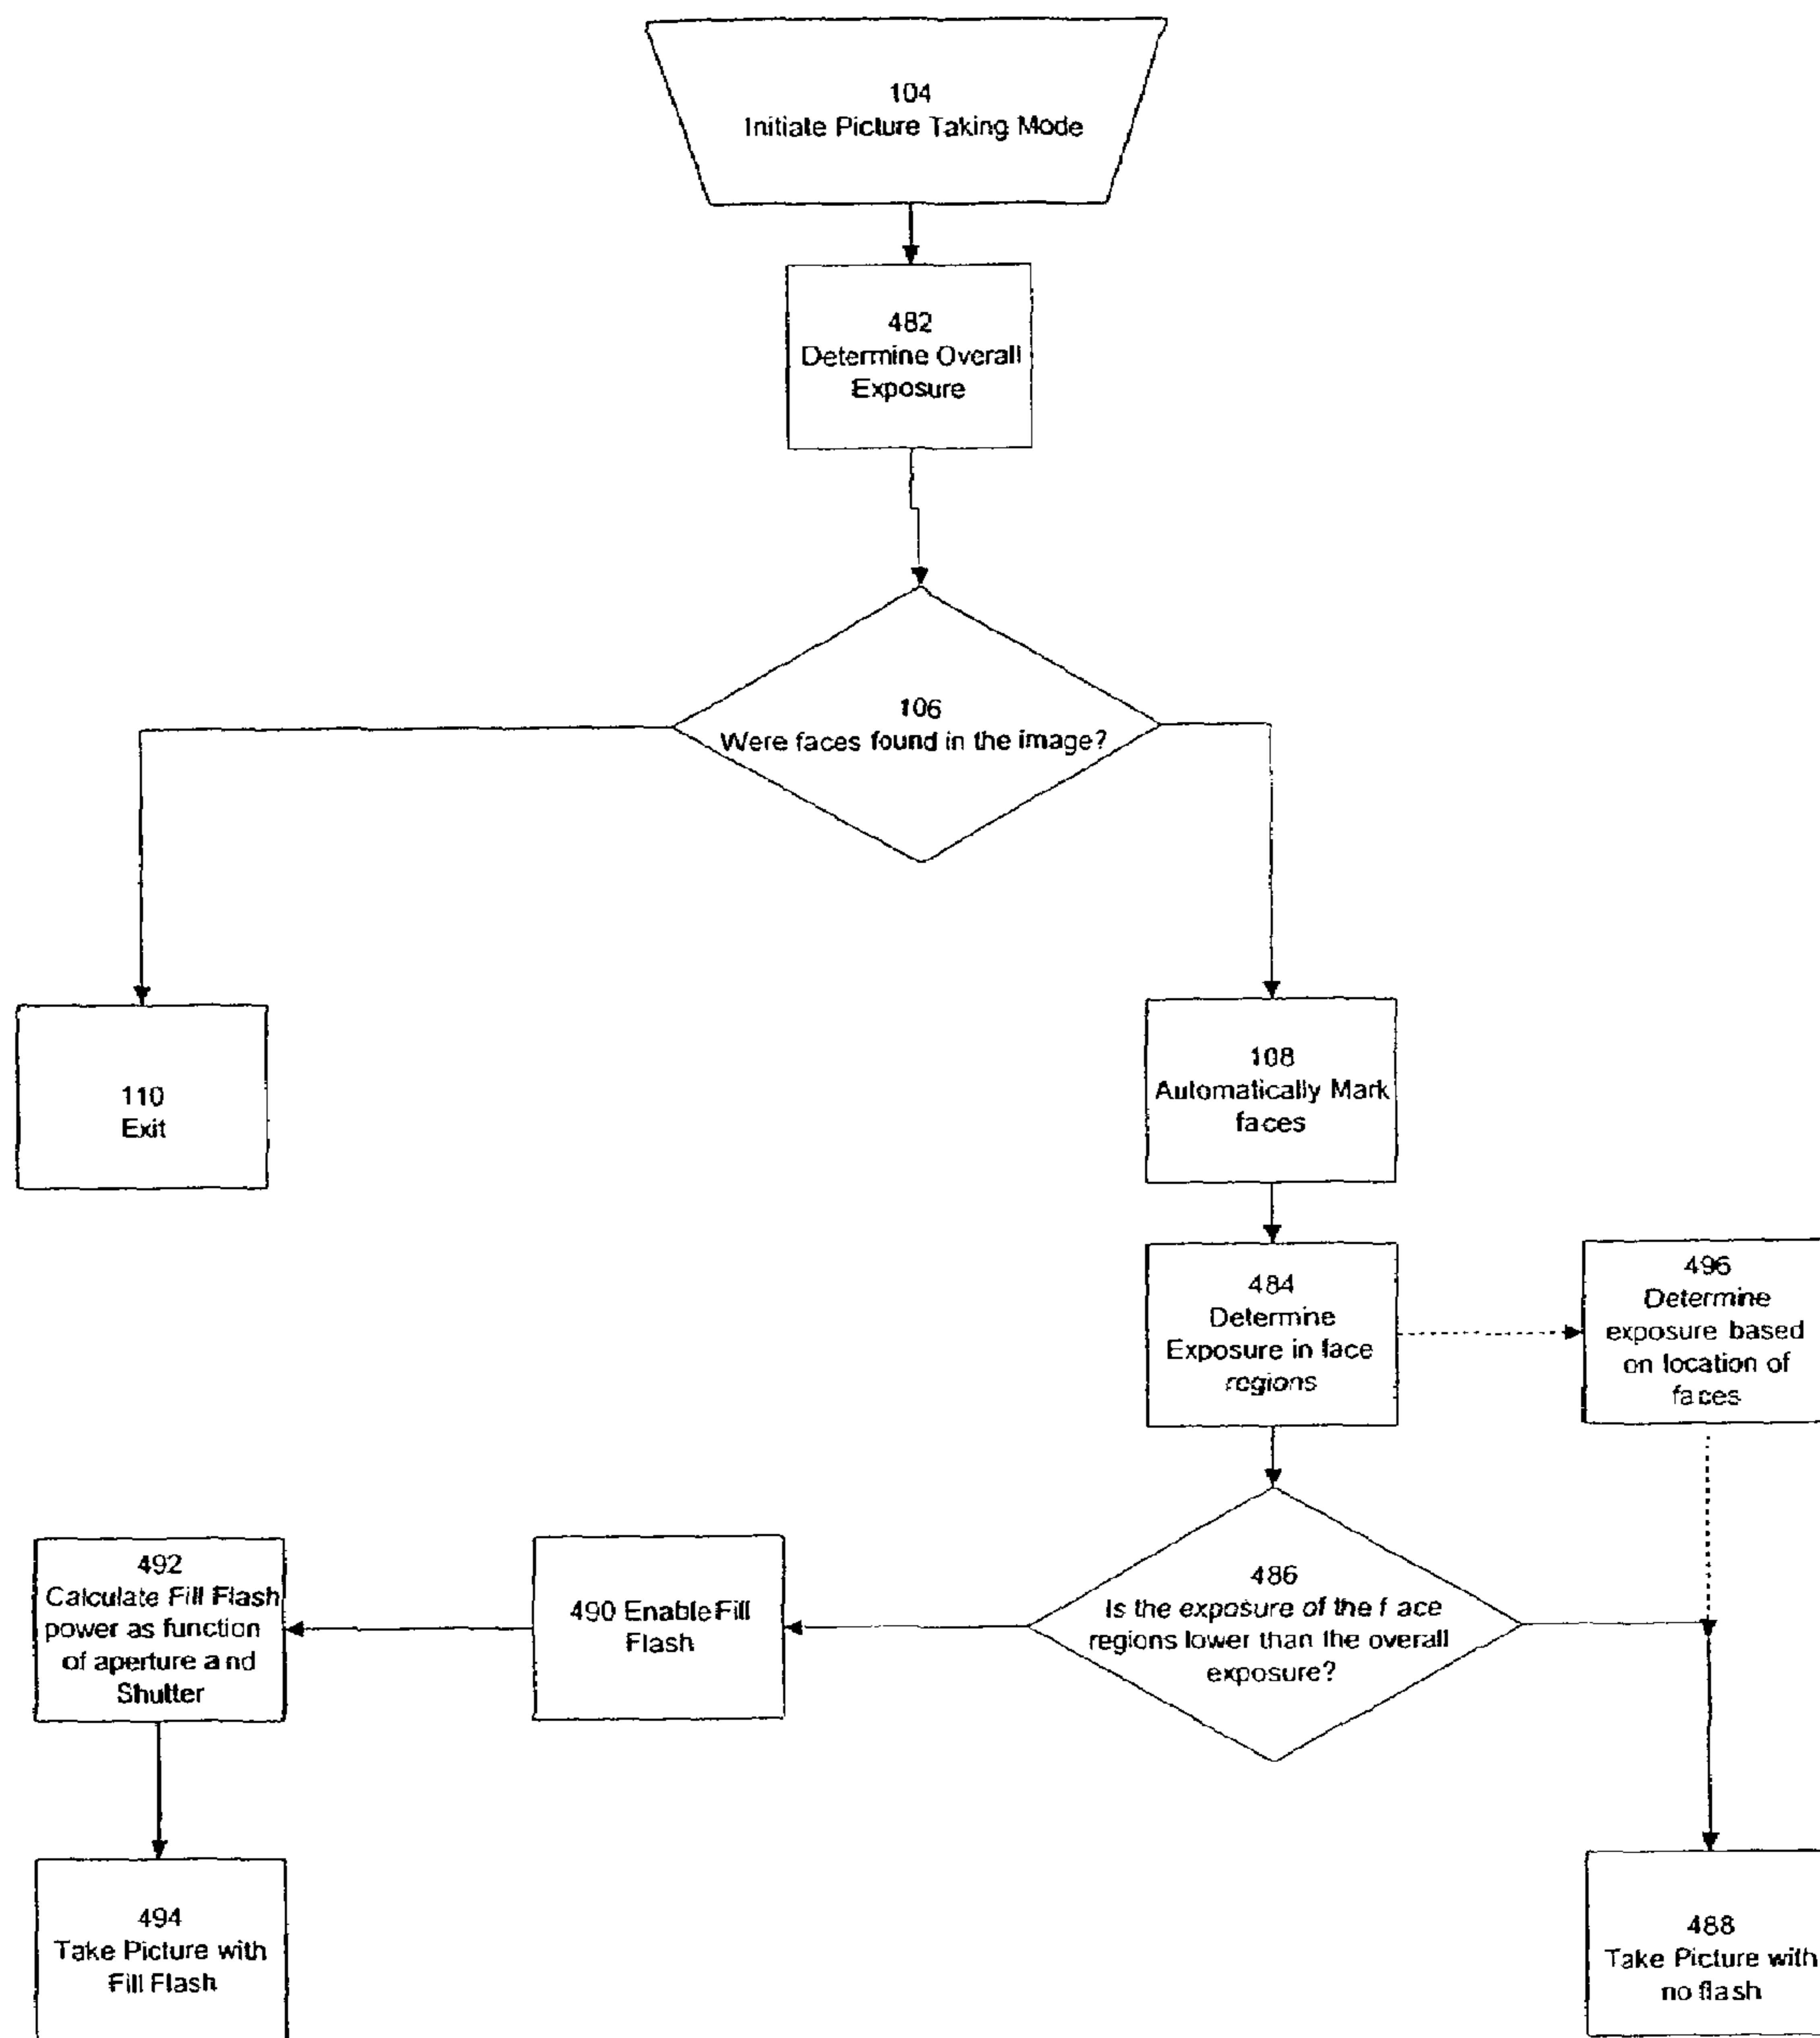 104
Initiate Picture Taking Mode
482
Determine Overall
Exposure
106
Were faces found in the image?
110
Exit
108
Automatically Mark
faces
484
Determine
Exposure in face
regions
496
Determine
exposure based
on location of
faces
486
Is the exposure of the face
regions lower than the overall
exposure?
490 Enable Fill
Flash
492
Calculate Fill Flash
power as function
of aperture and
Shutter
494
Take Picture with
Fill Flash
488
Take Picture with
no flash